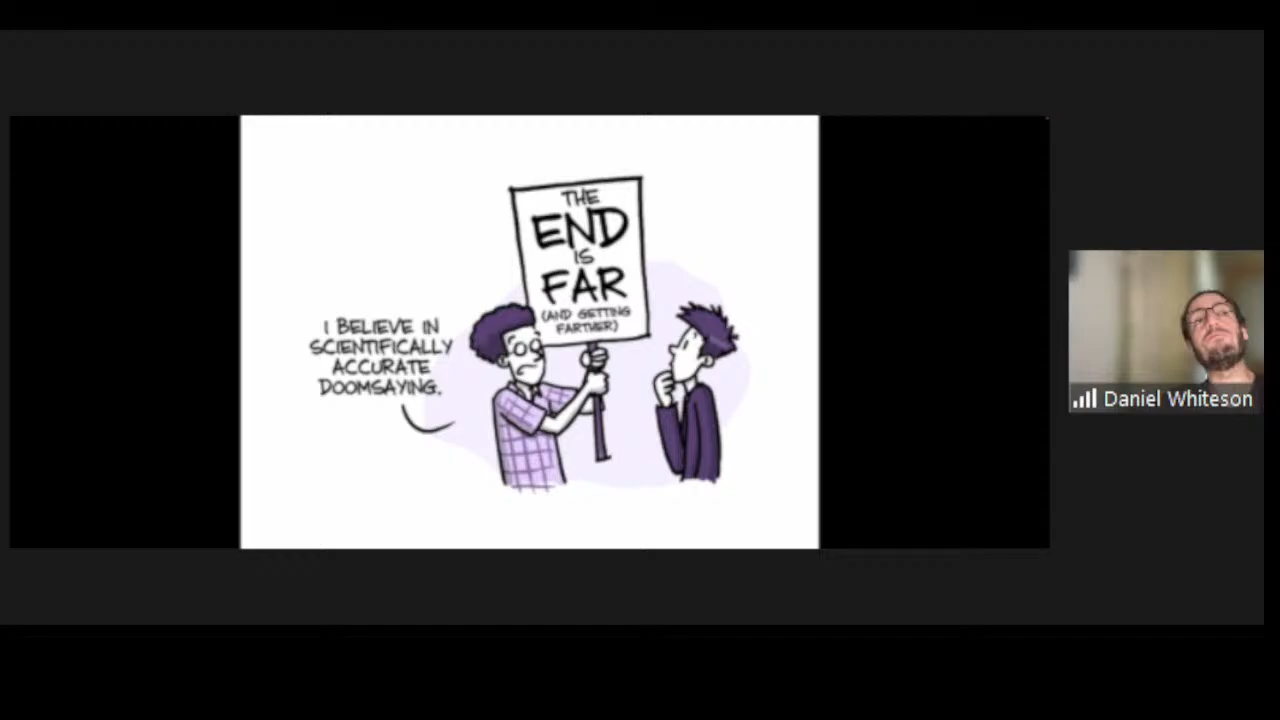 THE
END
IS
FAR
(AND GETTING
FARTHER)
I BELIEVE IN
SCIENTIFICALLY
ACCURATE
DOOMSAYING.
Daniel Whiteson